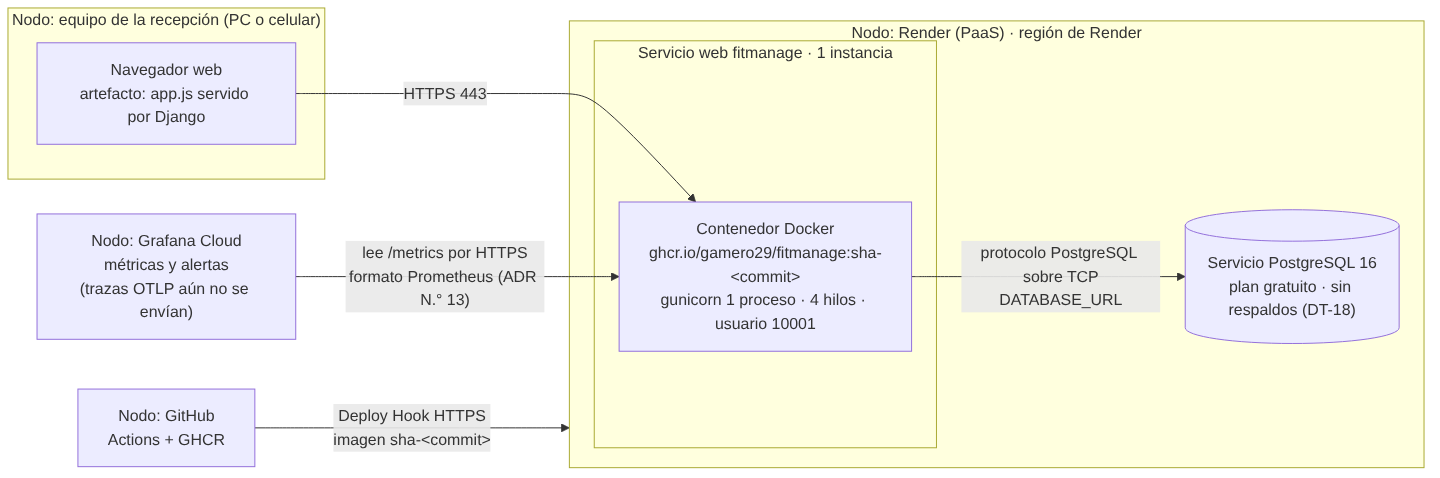 Nodo: equipo de la recepción (PC o celular)
Navegador web
artefacto: app.js servido
por Django
HTTPS 443
Nodo: Render (PaaS) · región de Render
Servicio web fitmanage · 1 instancia
Nodo: Grafana Cloud
métricas y alertas
(trazas OTLP aún no se
envían)
lee /metrics por HTTPS
formato Prometheus (ADR
N.° 13)
Contenedor Docker
ghcr.io/gamero29/fitmanage:sha-
<commit>
gunicorn 1 proceso · 4 hilos ·
usuario 10001
protocolo PostgreSQL
sobre TCP
DATABASE_URL
Servicio PostgreSQL 16
plan gratuito · sin
respaldos (DT-18)
Nodo: GitHub
Actions + GHCR
Deploy Hook HTTPS
imagen sha-<commit>